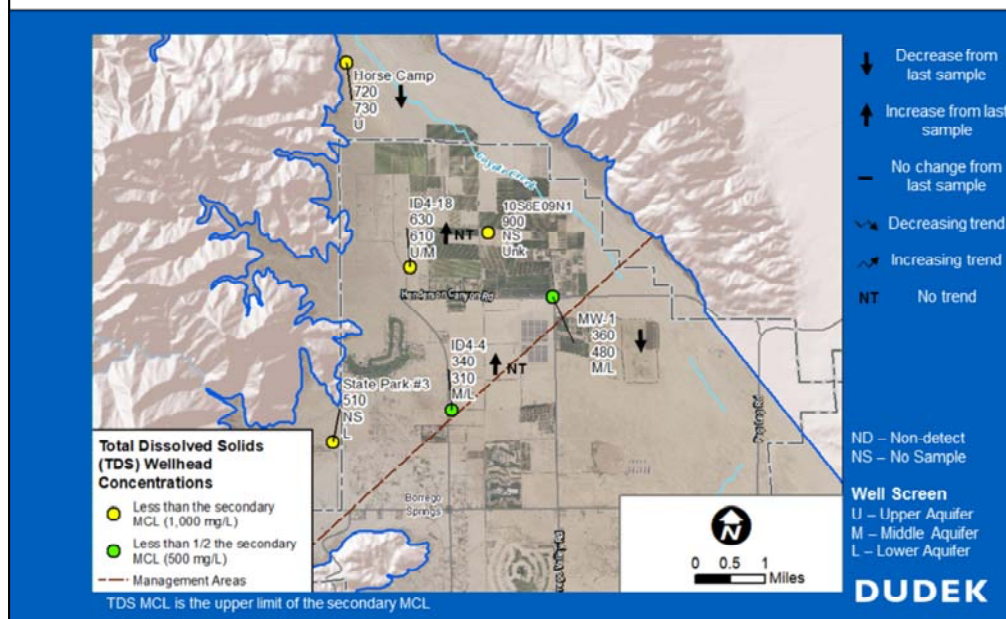 Horse Camp
720
730
U
Coyote Creek
ID4-18
630
610
U/M
NT
10S6E09N1
900
NS
Unk
Henderson Canyon Rd
MW-1
360
480
M/L
ID4-4
340
310
M/L
NT
State Park #3
510
NS
L
Borrego
Springs
Total Dissolved Solids
(TDS) Wellhead
Concentrations
Less than the secondary
MCL (1,000 mg/L)
Less than 1/2 the secondary
MCL (500 mg/L)
Management Areas
N
0 0.5 1
Miles
TDS MCL is the upper limit of the secondary MCL
Decrease from
last sample
Increase from last
sample
No change from
last sample
Decreasing trend
Increasing trend
NT No trend
ND – Non-detect
NS – No Sample
Well Screen
U – Upper Aquifer
M – Middle Aquifer
L – Lower Aquifer
DUDEK